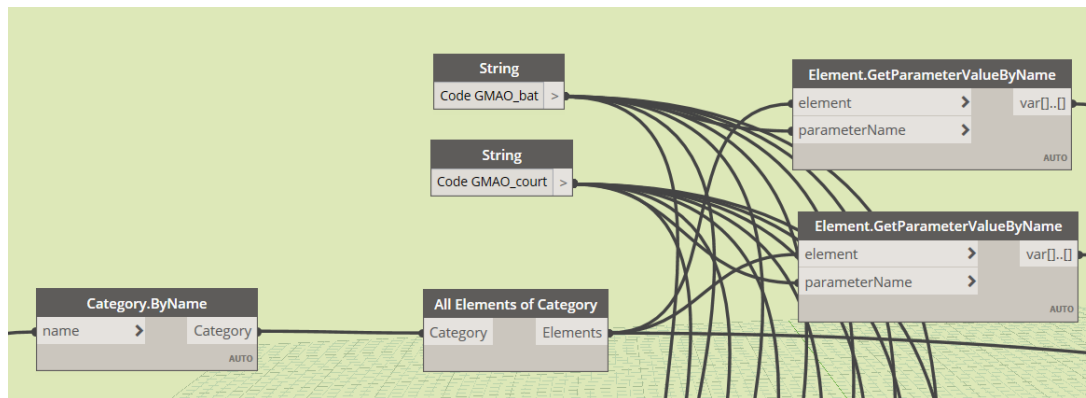 String
Code GMAO_bat >
Element.GetParameterValueByName
element > var[]..[]
parameterName >
AUTO
String
Code GMAO_court >
Element.GetParameterValueByName
element > var[]..[]
parameterName >
AUTO
Category.ByName
name > Category
AUTO
All Elements of Category
Category Elements